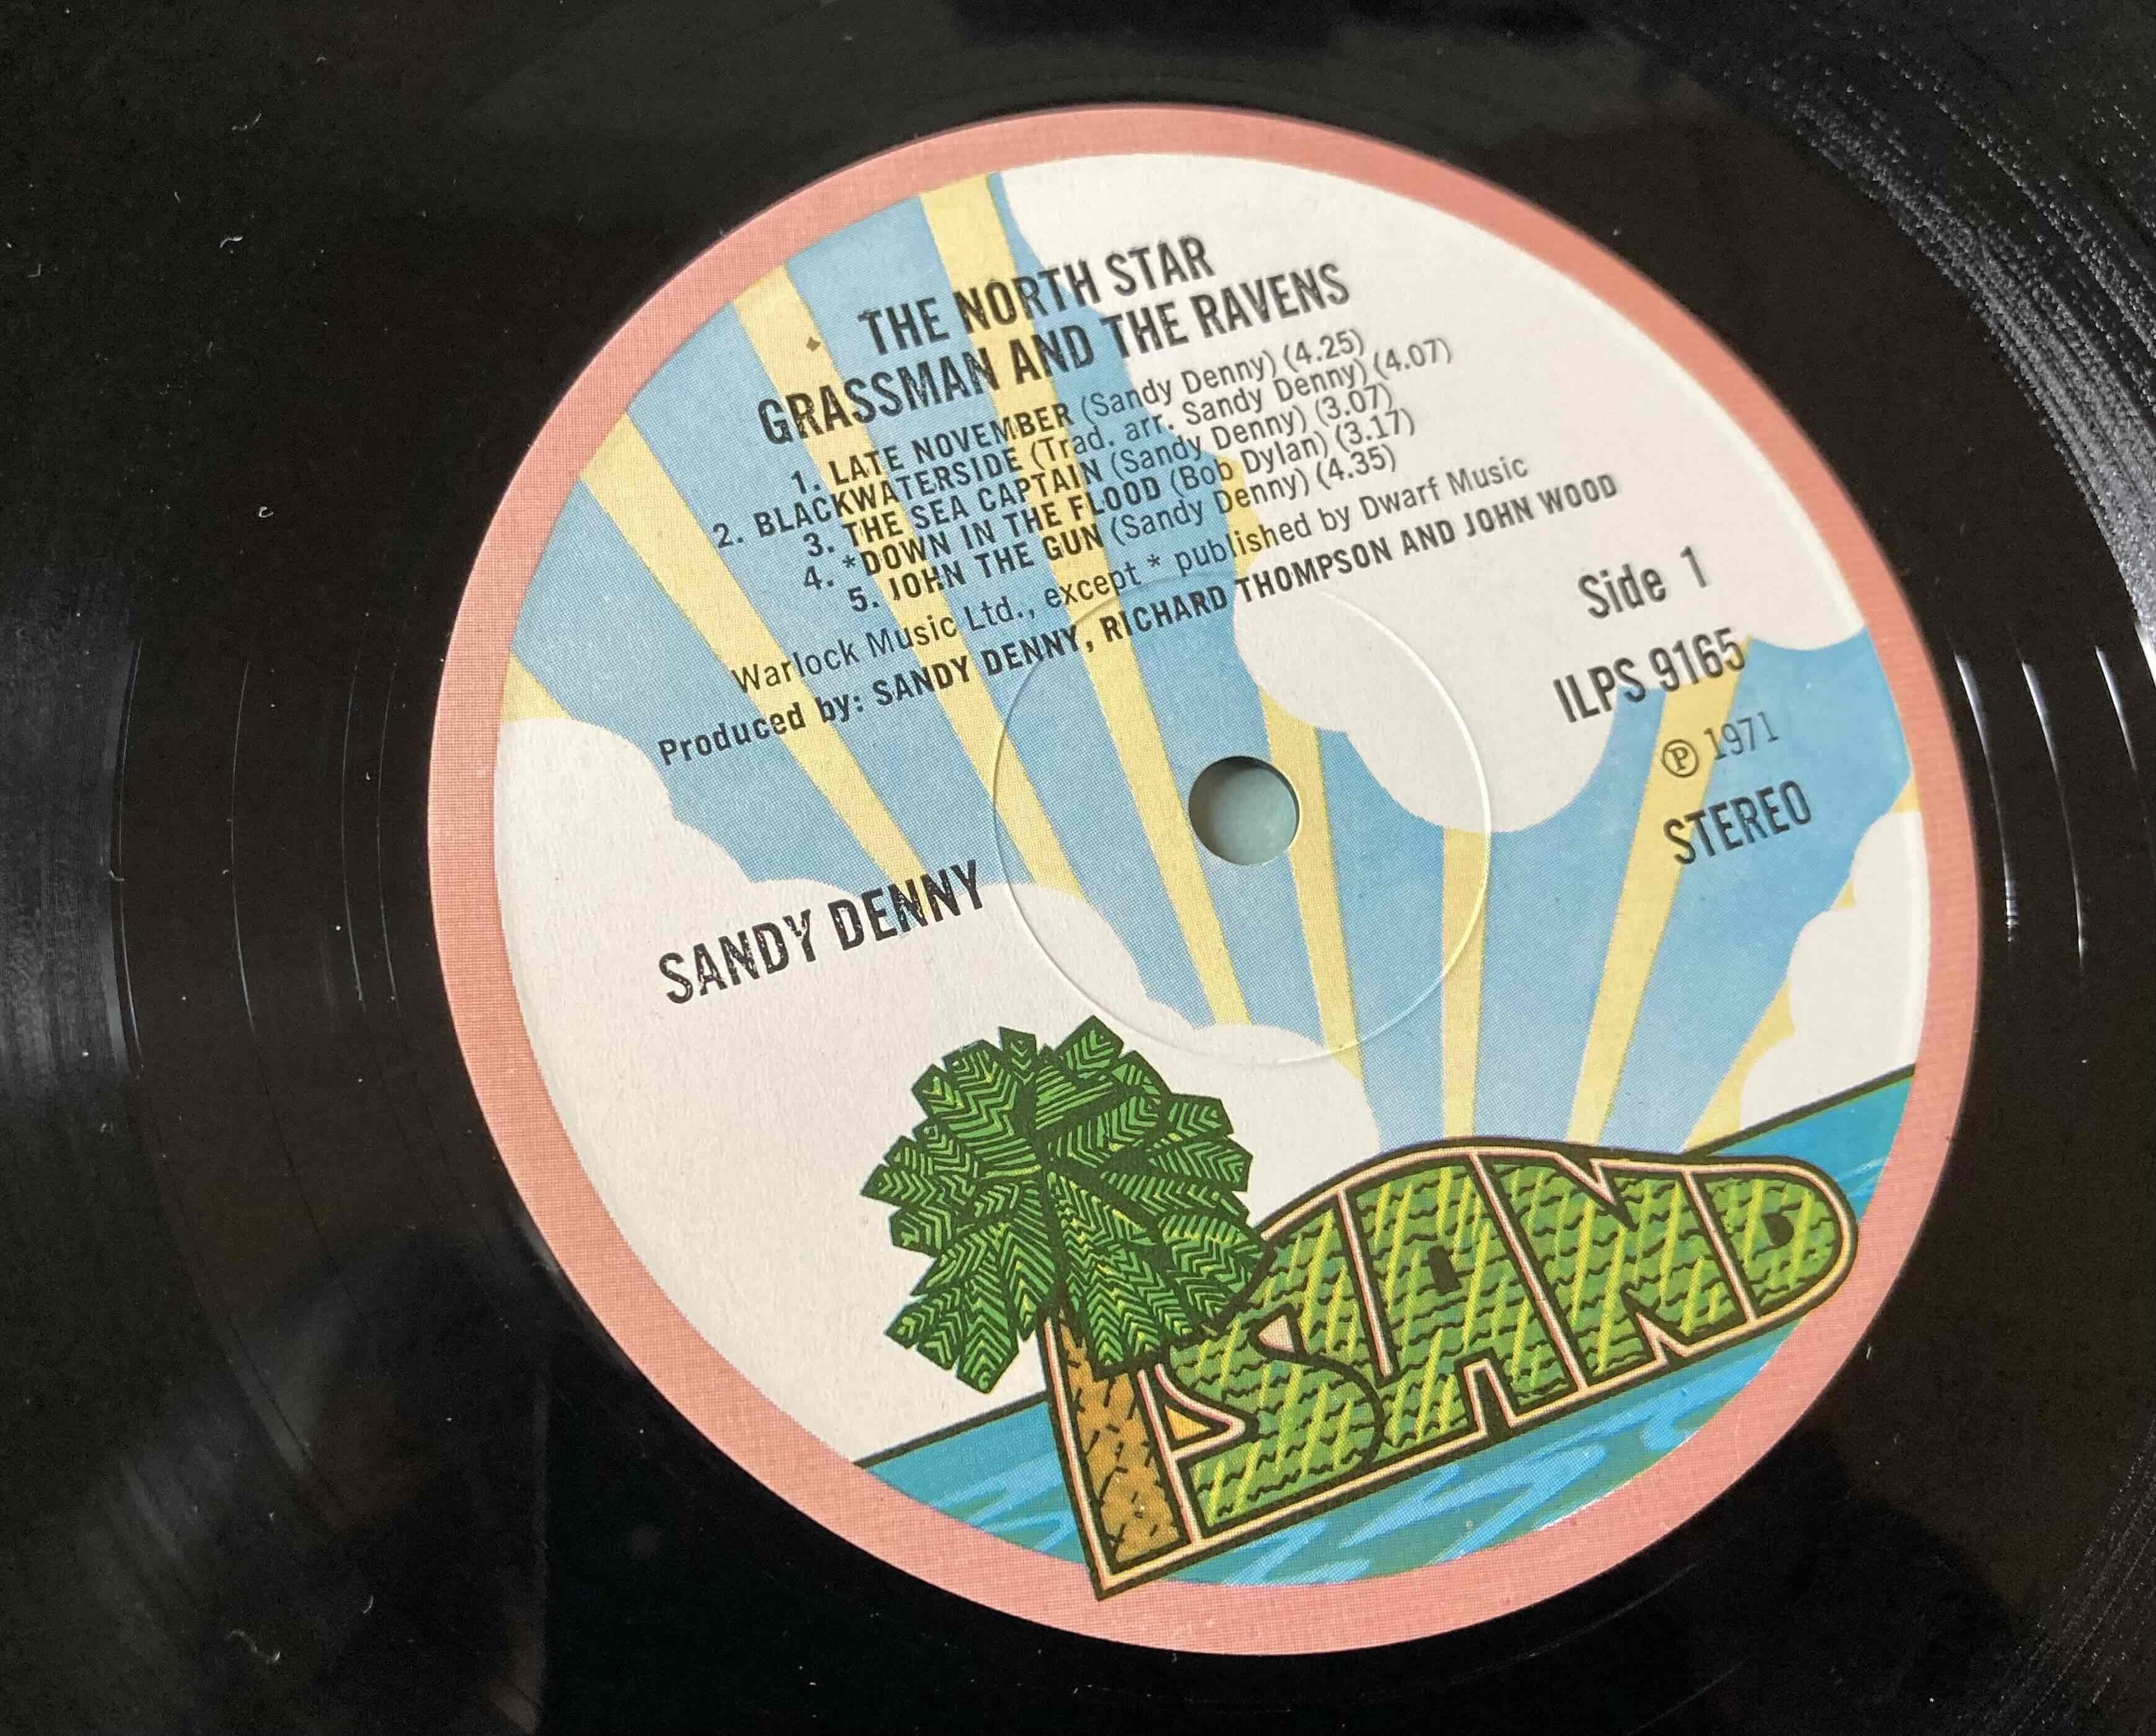 THE NORTH STAR
GRASSMAN AND THE RAVENS
1. LATE NOVEMBER (Sandy Denny) (4.25)
2. BLACKWATERSIDE (Trad. arr. Sandy Denny) (4.07)
3. THE SEA CAPTAIN (Sandy Denny) (3.07)
4. *DOWN IN THE FLOOD (Bob Dylan) (3.17)
5. JOHN THE GUN (Sandy Denny) (4.35)
Warlock Music Ltd., except * published by Dwarf Music
Produced by: SANDY DENNY, RICHARD THOMPSON AND JOHN WOOD
Side 1
ILPS 9165
℗ 1971
STEREO
SANDY DENNY
ISLAND